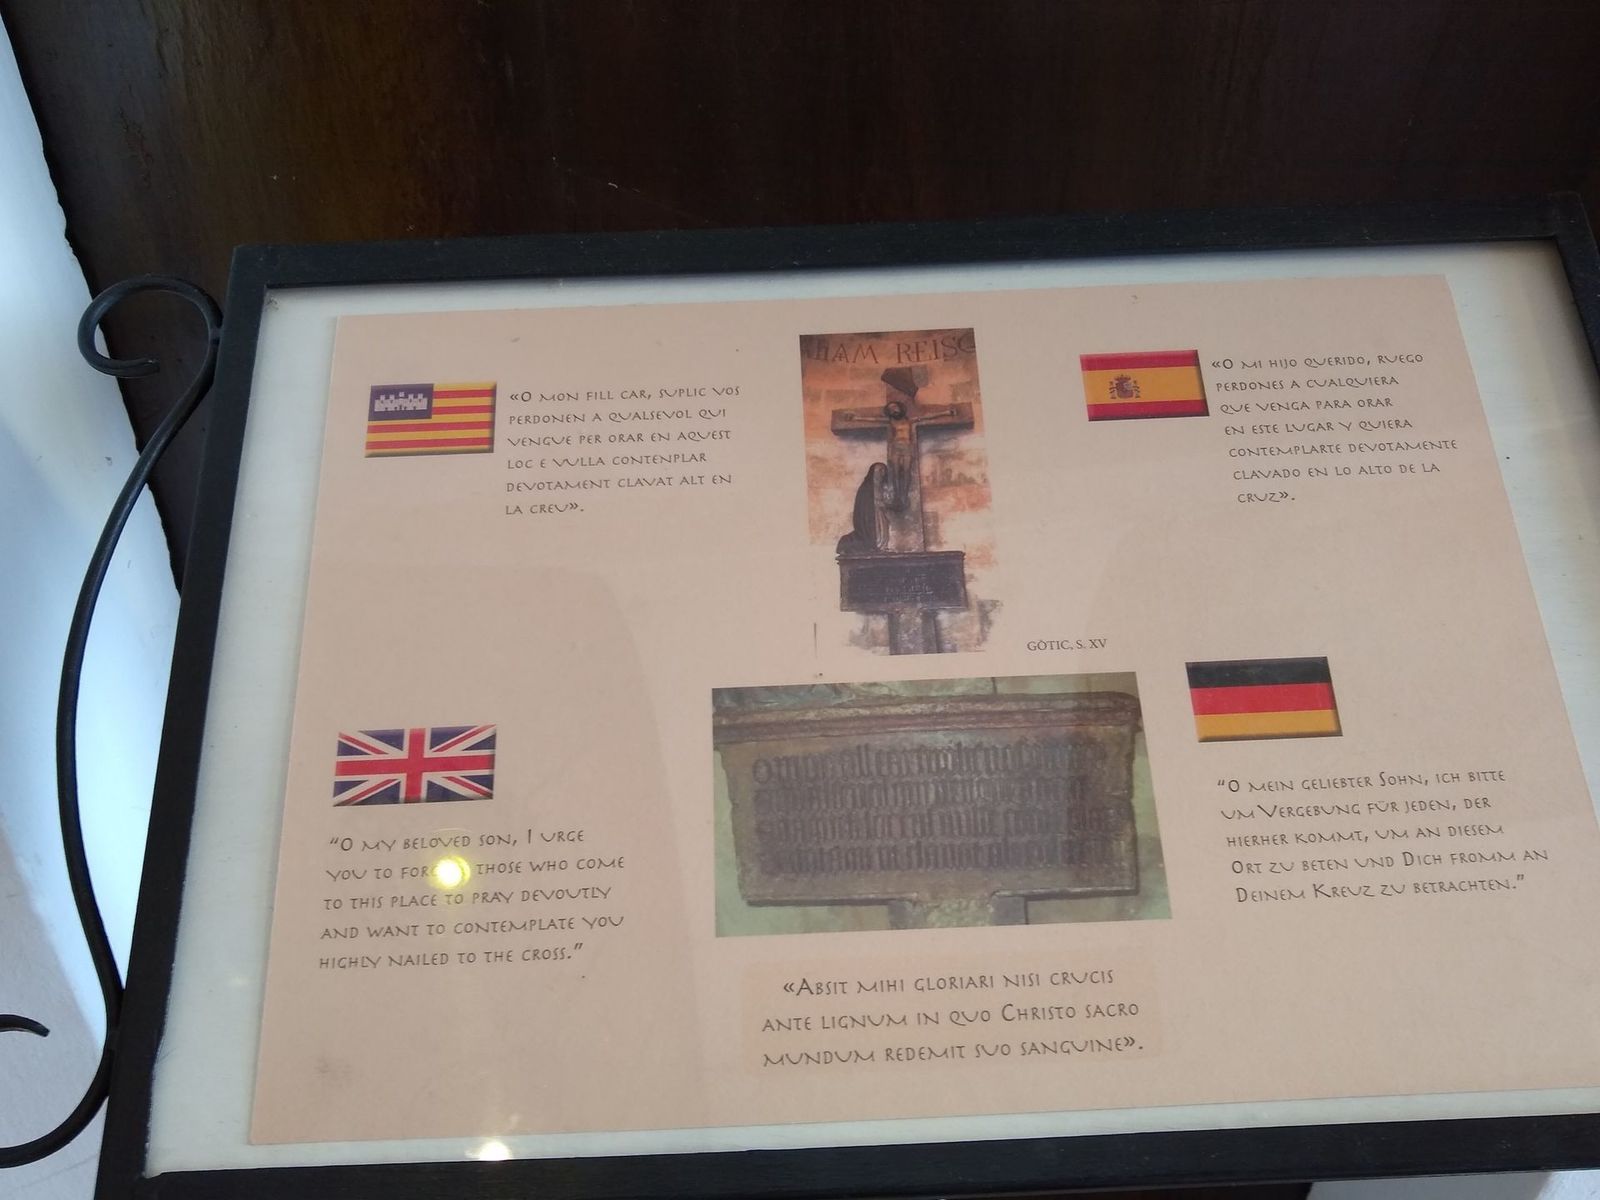 «O MON FILL CAR, SUPLIC VOS
PERDONEN A QUALSEVOL QUI
VENGUE PER ORAR EN AQUEST
LOC E VULLA CONTENPLAR
DEVOTAMENT CLAVAT ALT EN
LA CREU».
HAM REISC
«O MI HIJO QUERIDO, RUEGO
PERDONES A CUALQUIERA
QUE VENGA PARA ORAR
EN ESTE LUGAR Y QUIERA
CONTEMPLARTE DEVOTAMENTE
CLAVADO EN LO ALTO DE LA
CRUZ».
GÒTIC, S. XV
"O MY BELOVED SON, I URGE
YOU TO THOSE WHO COME
TO THIS PLACE TO PRAY DEVOUTLY
AND WANT TO CONTEMPLATE YOU
HIGHLY NAILED TO THE CROSS."
"O MEIN GELIEBTER SOHN, ICH BITTE
UM VERGEBUNG FÜR JEDEN, DER
HIERHER KOMMT, UM AN DIESEM
ORT ZU BETEN UND DICH FROMM AN
DEINEM KREUZ ZU BETRACHTEN."
«ABSIT MIHI GLORIARI NISI CRUCIS
ANTE LIGNUM IN QUO CHRISTO SACRO
MUNDUM REDEMIT SUO SANGUINE».